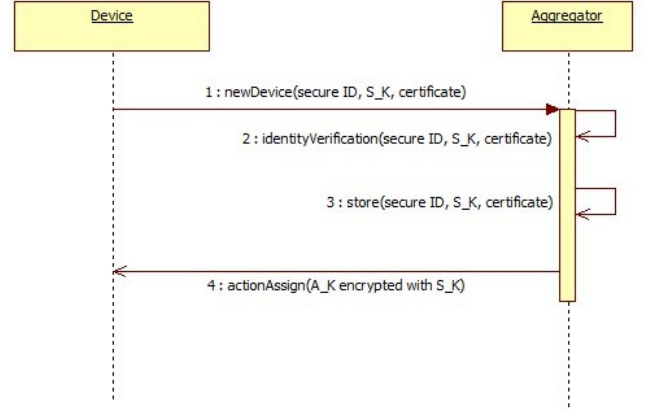 Device
Aggregator
1 : newDevice(secure ID, S_K, certificate)
2 : identityVerification(secure ID, S_K, certificate)
3 : store(secure ID, S_K, certificate)
4 : actionAssign(A_K encrypted with S_K)